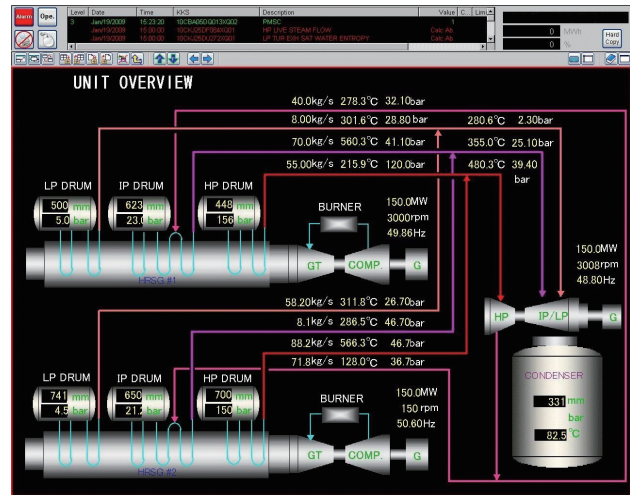 Alarm Ope. Level Date Time KKS Description Value C.. Limi
3 Jan/19/2009 15:23:20 10CBA05DG013XQ02 PMSC 1
Jan/19/2009 15:00:00 HP LIVE STEAM FLOW Calc Ab
Jan/19/2009 15:00:00 LP TUR EXH SAT WATER ENTROPY Calc Ab
0 MWh
0 %
Hard Copy
UNIT OVERVIEW
40.0kg/s 278.3°C 32.10bar
8.00kg/s 301.6°C 28.80 bar 280.6°C 2.30bar
70.0kg/s 560.3°C 41.10bar 355.0°C 25.10bar
55.00kg/s 215.9°C 120.0bar 480.3°C 39.40 bar
LP DRUM IP DRUM HP DRUM
500 mm 623 mm 448 mm
5.0 bar 23.0 bar 156 bar
BURNER
150.0MW
3000rpm
49.86Hz
GT COMP. G
HRSG #1
150.0MW
3008rpm
48.80Hz
HP IP/LP G
58.20kg/s 311.8°C 26.70bar
8.1kg/s 286.5°C 46.70bar
88.2kg/s 566.3°C 46.7bar
71.8kg/s 128.0°C 36.7bar
LP DRUM IP DRUM HP DRUM
741 mm 650 mm 700 mm
4.5 bar 21.2 bar 150 bar
BURNER
150.0MW
150 rpm
50.60Hz
GT COMP. G
HRSG #2
CONDENSER
331 mm
bar
82.5 °C